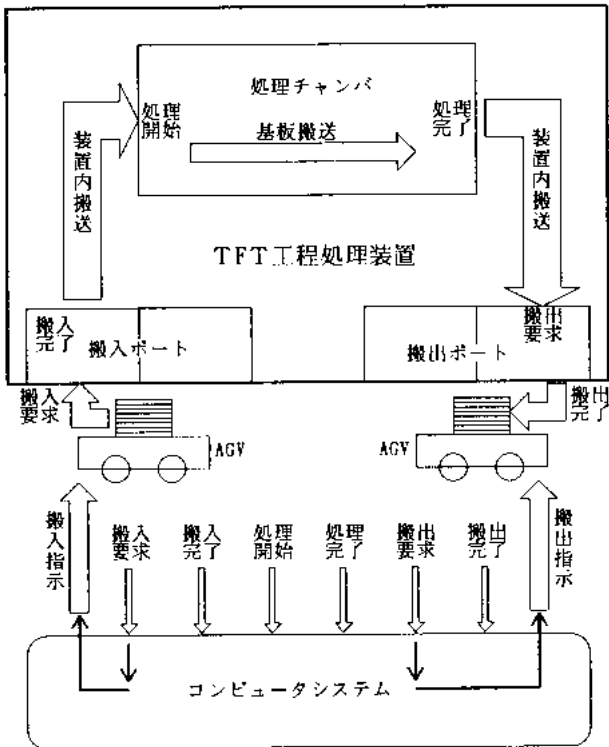 処理チャンバ
処理
開始
処理
完了
基板搬送
装置内搬送
装置内搬送
TFT工程処理装置
搬入
完了
搬入ポート
搬出
要求
搬出ポート
搬入
要求
搬出
完了
AGV
AGV
搬入指示
搬入
要求
搬入
完了
処理
開始
処理
完了
搬出
要求
搬出
完了
搬出指示
コンピュータシステム